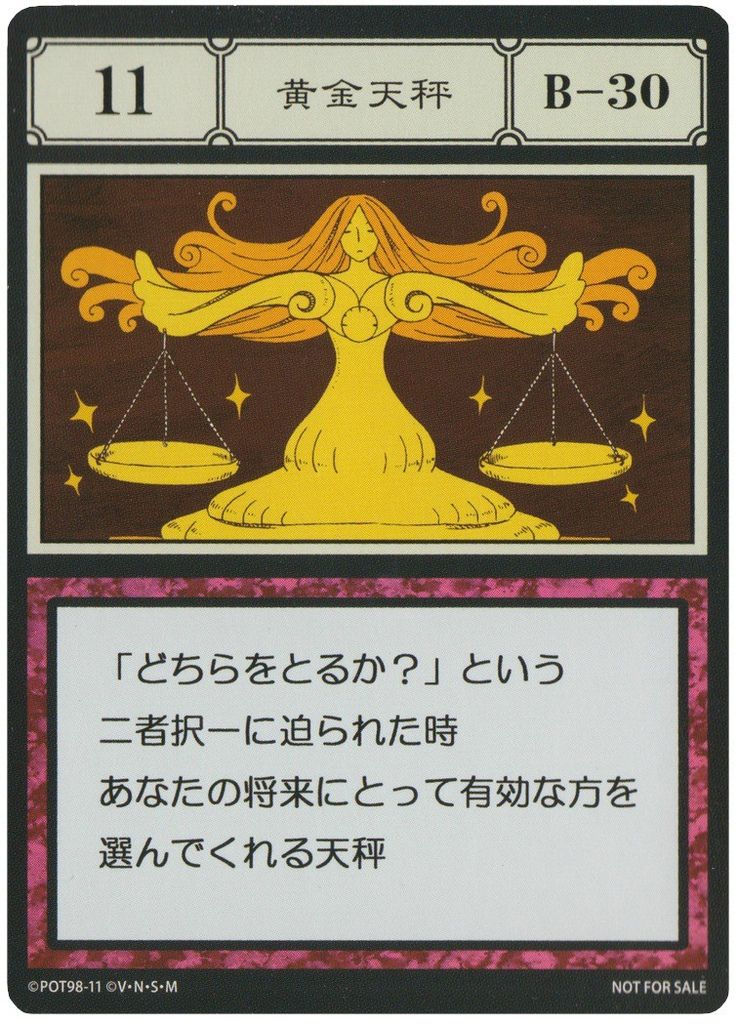 11
黄金天秤
B-30
「どちらをとるか？」という
二者択一に迫られた時
あなたの将来にとって有効な方を
選んでくれる天秤
©POT98-11 ©V・N・S・M
NOT FOR SALE